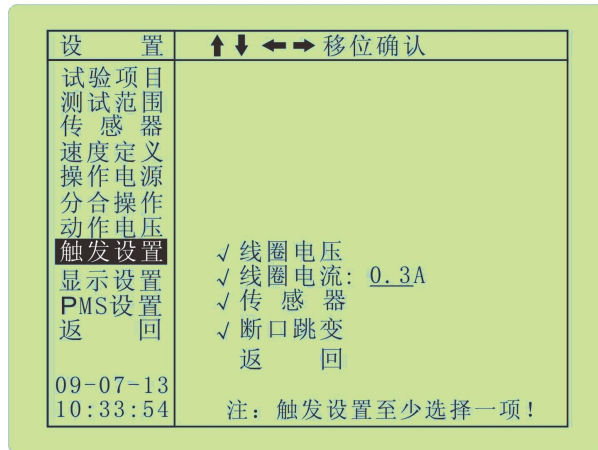 设 置
↑↓←→移位确认
试验项目
测试范围
传 感 器
速度定义
操作电源
分合操作
动作电压
触发设置
显示设置
PMS设置
返 回
09-07-13
10:33:54
√线圈电压
√线圈电流: 0.3A
√传 感 器
√断口跳变
返 回
注: 触发设置至少选择一项!